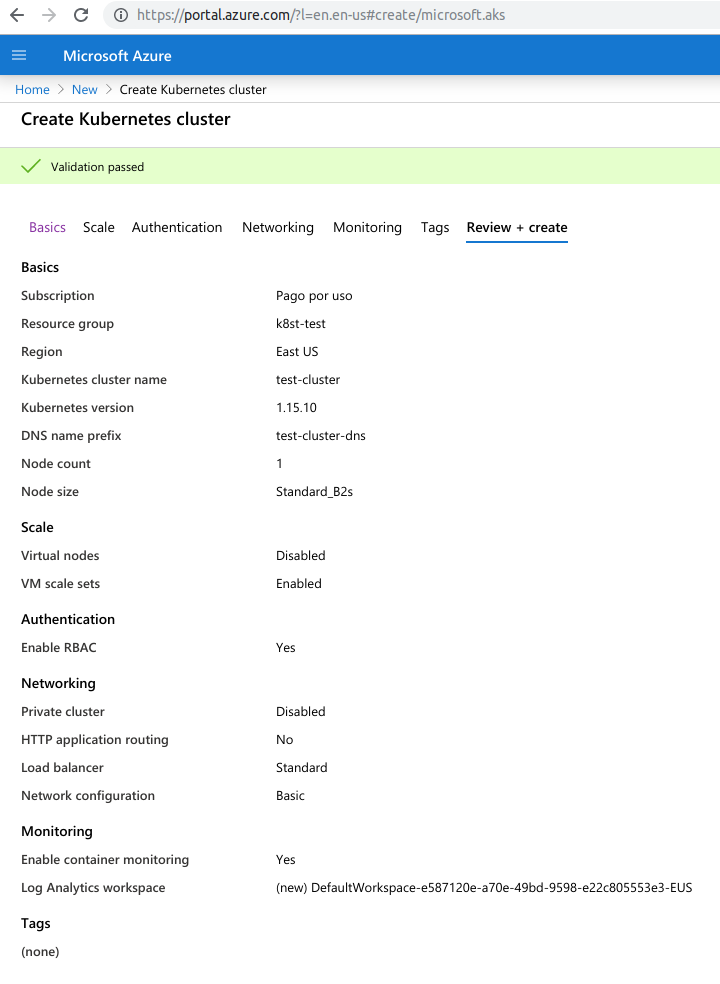 https://portal.azure.com/?l=en.en-us#create/microsoft.aks
Microsoft Azure
Home > New > Create Kubernetes cluster
Create Kubernetes cluster
Validation passed
Basics Scale Authentication Networking Monitoring Tags Review + create
Basics
Subscription Pago por uso
Resource group k8st-test
Region East US
Kubernetes cluster name test-cluster
Kubernetes version 1.15.10
DNS name prefix test-cluster-dns
Node count 1
Node size Standard_B2s
Scale
Virtual nodes Disabled
VM scale sets Enabled
Authentication
Enable RBAC Yes
Networking
Private cluster Disabled
HTTP application routing No
Load balancer Standard
Network configuration Basic
Monitoring
Enable container monitoring Yes
Log Analytics workspace (new) DefaultWorkspace-e587120e-a70e-49bd-9598-e22c805553e3-EUS
Tags
(none)